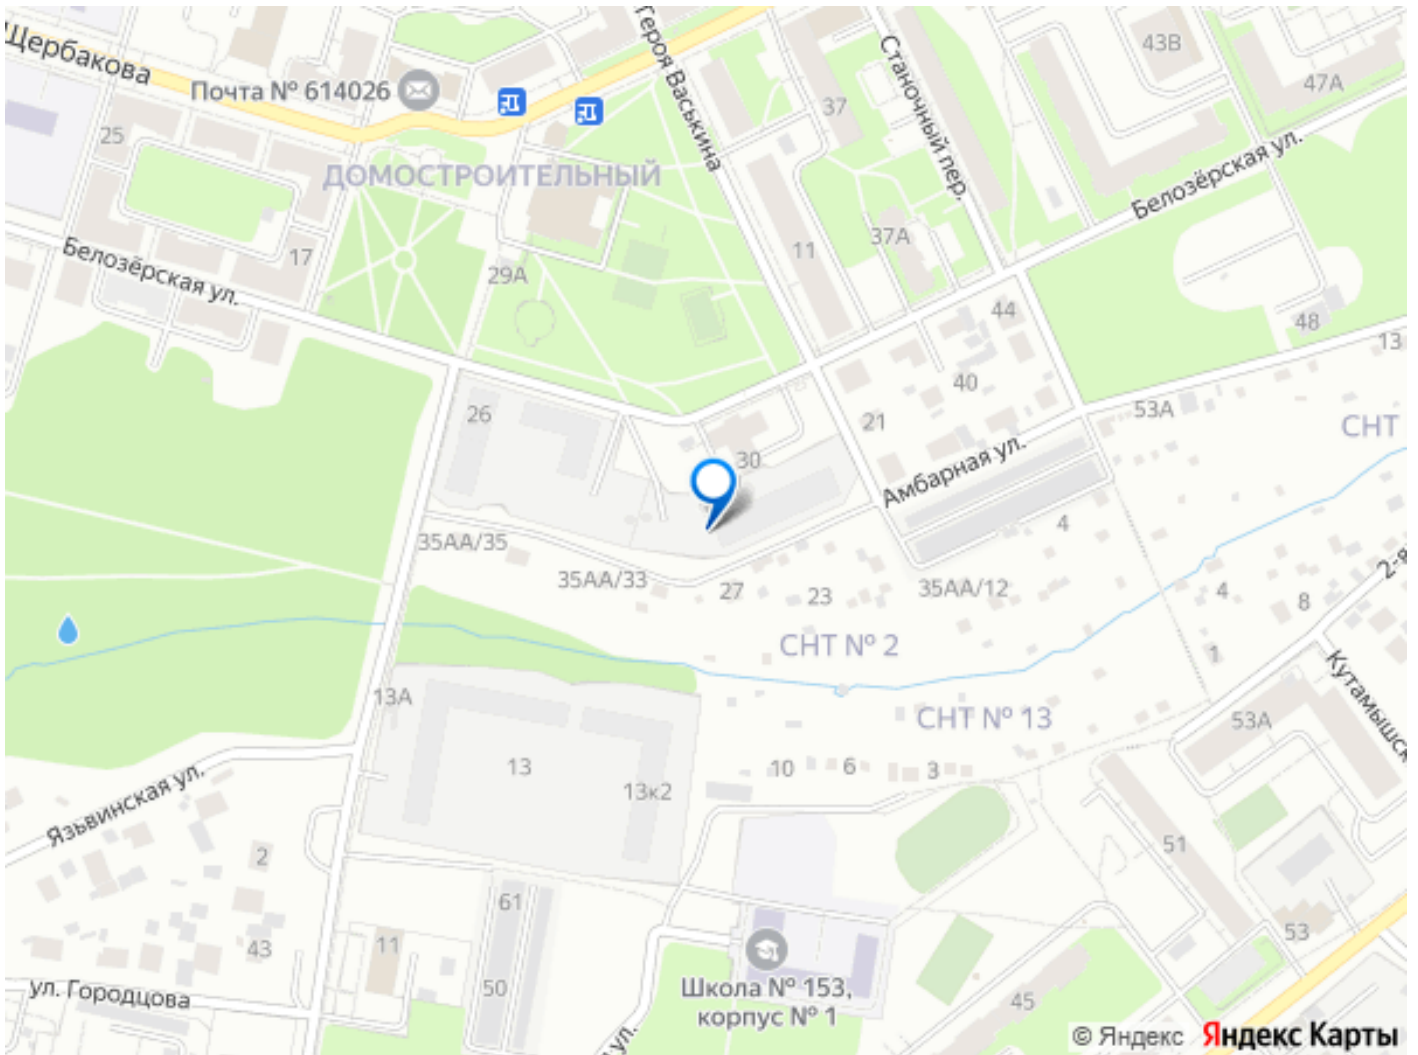 Щербакова
Почта № 614026
Героя Васькина
Станочный пер.
43В
47А
37
25
ДОМОСТРОИТЕЛЬНЫЙ
Белозёрская ул.
37А
11
17
29А
Белозёрская ул.
44
48
13
40
53А
26
21
СНТ
30
Амбарная ул.
4
35АА/35
35АА/33
27
23
35АА/12
2-я
4
8
СНТ № 2
1
Кутамышск
13А
СНТ № 13
53А
13
13к2
10
6
3
Язьвинская ул.
2
51
61
43
11
53
ул. Городцова
50
Школа № 153,
корпус № 1
45
ул.
© Яндекс Яндекс Карты